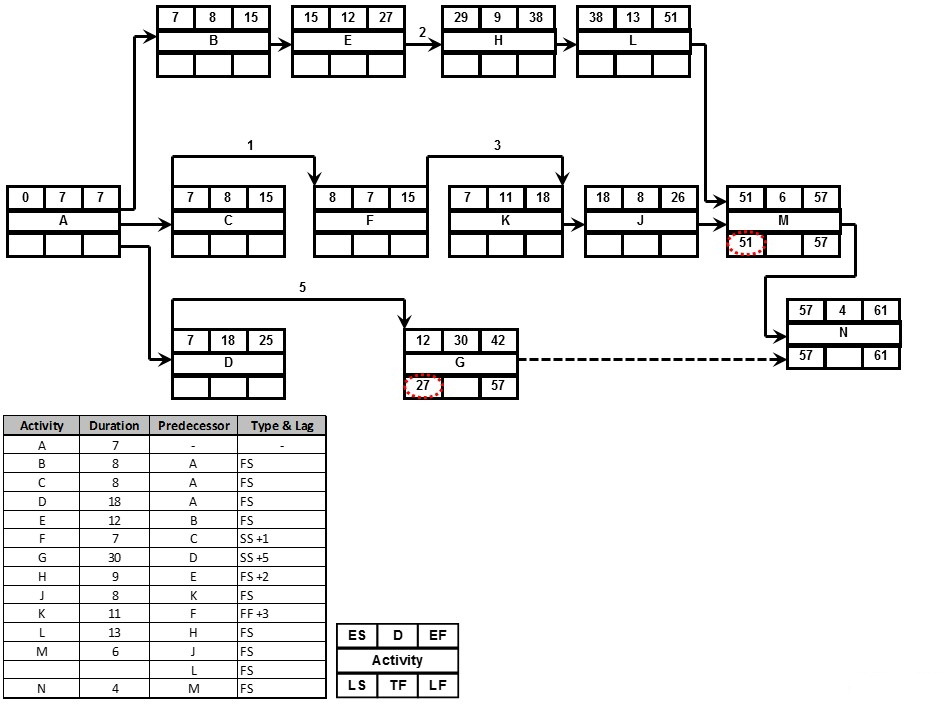 7 8 15
B
15 12 27
E
2
29 9 38
H
38 13 51
L
1
3
0 7 7
A
7 8 15
C
8 7 15
F
7 11 18
K
18 8 26
J
51 6 57
M
51 57
5
7 18 25
D
12 30 42
G
27 57
57 4 61
N
57 61
Activity Duration Predecessor Type & Lag
A 7 - -
B 8 A FS
C 8 A FS
D 18 A FS
E 12 B FS
F 7 C SS +1
G 30 D SS +5
H 9 E FS +2
J 8 K FS
K 11 F FF +3
L 13 H FS
M 6 J FS
L FS
N 4 M FS
ES D EF
Activity
LS TF LF